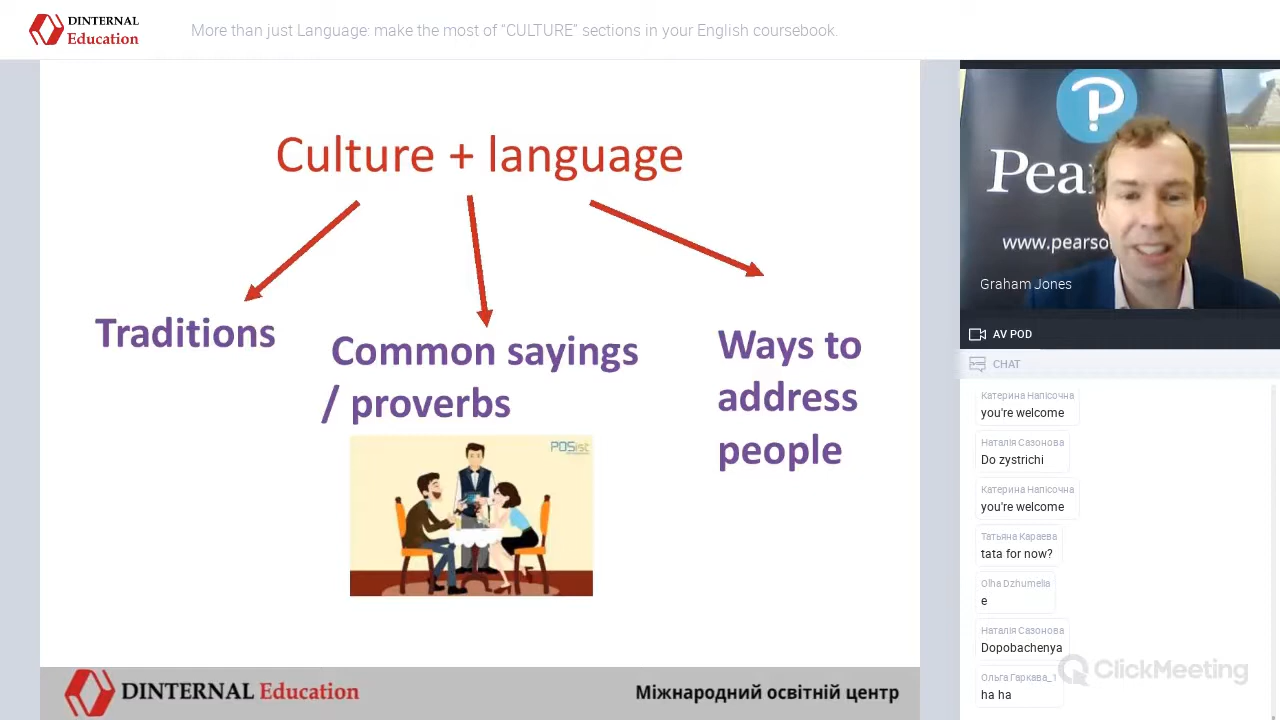 DINTERNAL
Education
More than just Language: make the most of “CULTURE” sections in your English coursebook.
Culture + language
Traditions
Common sayings
/ proverbs
Ways to
address
people
POSist
DINTERNAL Education
Міжнародний освітній центр
Pea
www.pearso
Graham Jones
AV POD
CHAT
Катерина Напісочна
you're welcome
Наталія Сазонова
Do zystrichi
Катерина Напісочна
you're welcome
Татьяна Караева
tata for now?
Olha Dzhumelia
e
Наталія Сазонова
Dopobachenya
Ольга Гаркава_1
ha ha
ClickMeeting